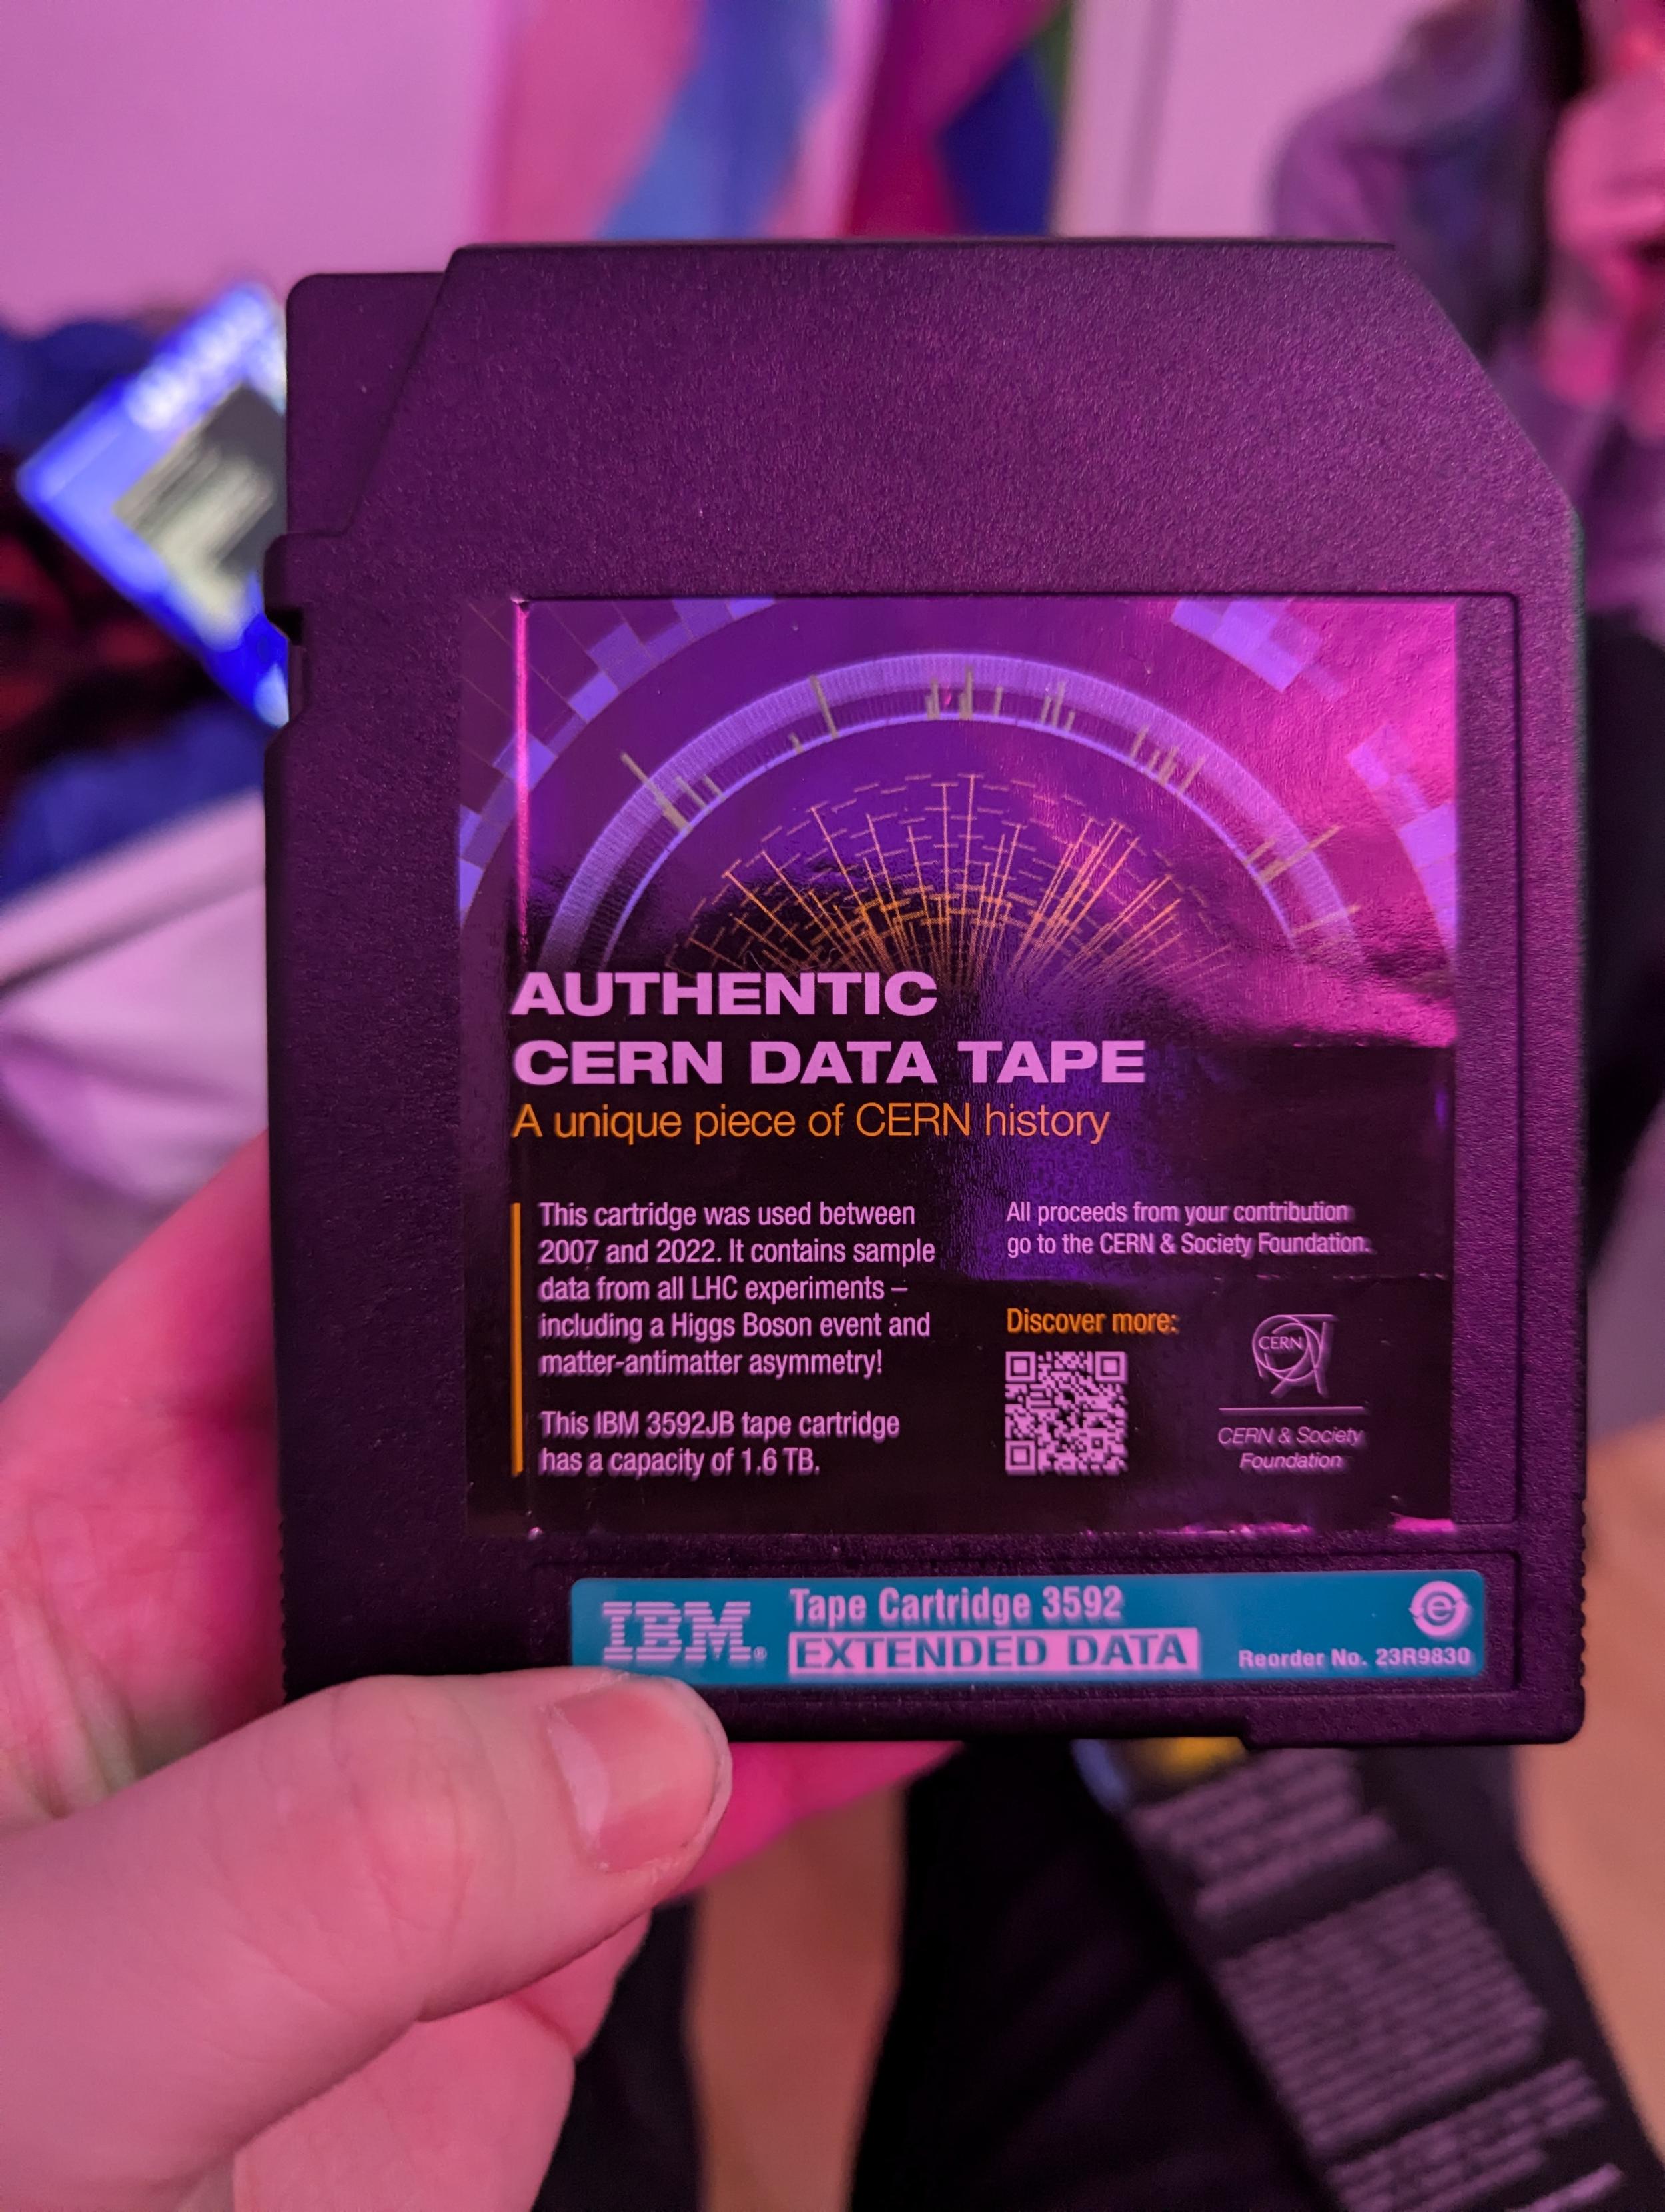 AUTHENTIC
CERN DATA TAPE
A unique piece of CERN history
This cartridge was used between
2007 and 2022. It contains sample
data from all LHC experiments –
including a Higgs Boson event and
matter-antimatter asymmetry!
This IBM 3592JB tape cartridge
has a capacity of 1.6 TB.
All proceeds from your contribution
go to the CERN & Society Foundation.
Discover more:
CERN
CERN & Society
Foundation
IBM®
Tape Cartridge 3592
EXTENDED DATA
e
Reorder No. 23R9830